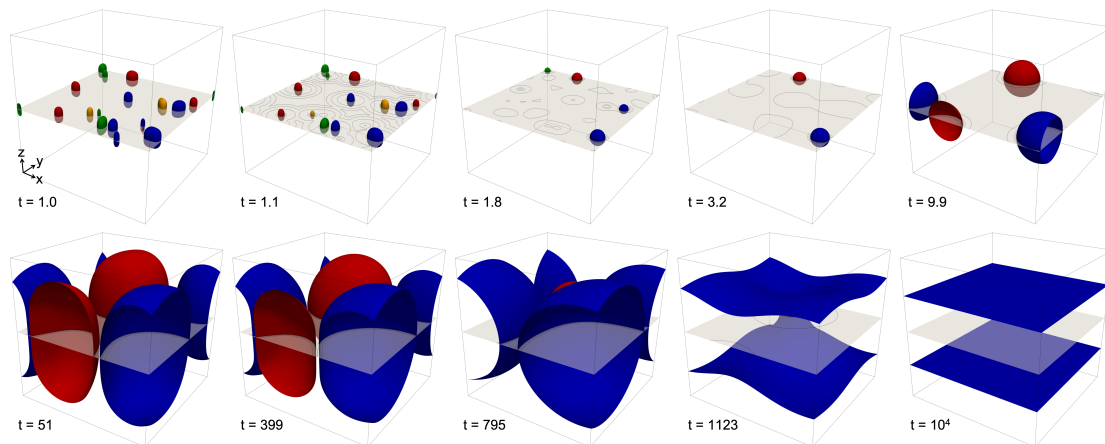 z
y
x
t = 1.0
t = 1.1
t = 1.8
t = 3.2
t = 9.9
t = 51
t = 399
t = 795
t = 1123
t = 10⁴